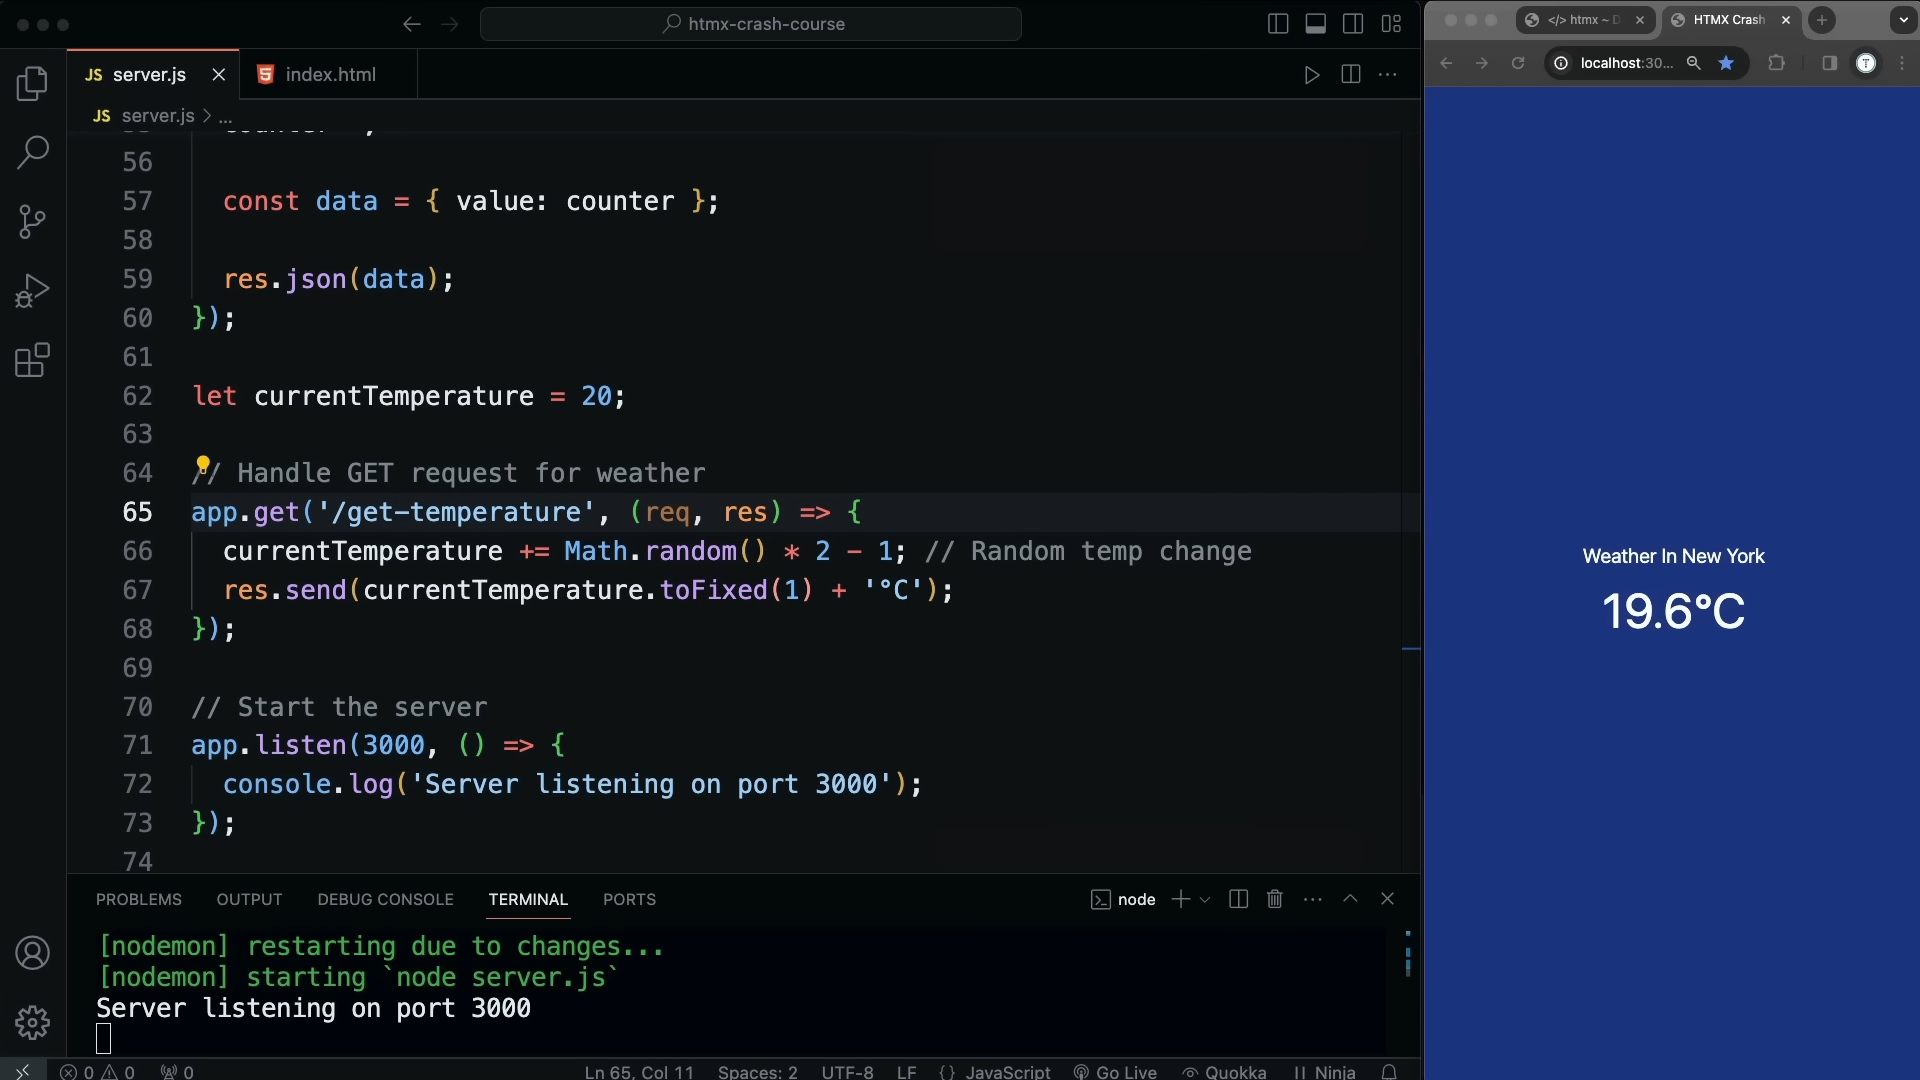 htmx-crash-course
JS server.js
index.html
JS server.js > ...
56
57 const data = { value: counter };
58
59 res.json(data);
60 });
61
62 let currentTemperature = 20;
63
64 // Handle GET request for weather
65 app.get('/get-temperature', (req, res) => {
66 currentTemperature += Math.random() * 2 - 1; // Random temp change
67 res.send(currentTemperature.toFixed(1) + '°C');
68 });
69
70 // Start the server
71 app.listen(3000, () => {
72 console.log('Server listening on port 3000');
73 });
74
PROBLEMS OUTPUT DEBUG CONSOLE TERMINAL PORTS
node
[nodemon] restarting due to changes...
[nodemon] starting `node server.js`
Server listening on port 3000
0 0 0
Ln 65, Col 11 Spaces: 2 UTF-8 LF {} JavaScript Go Live Quokka Ninja
</> htmx ~ D
HTMX Crash
localhost:30...
T
Weather In New York
19.6°C